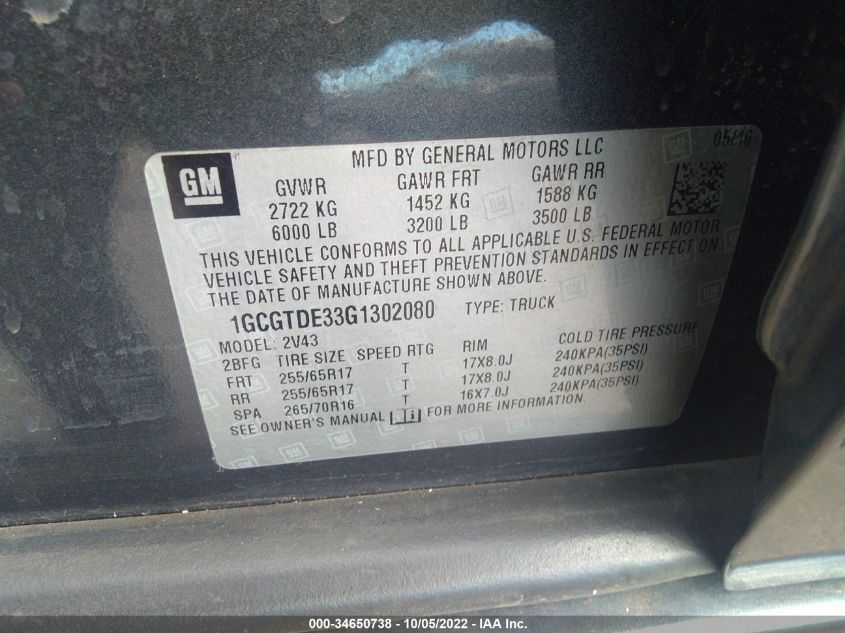 05/16
GM
MFD BY GENERAL MOTORS LLC
GVWR GAWR FRT GAWR RR
2722 KG 1452 KG 1588 KG
6000 LB 3200 LB 3500 LB
THIS VEHICLE CONFORMS TO ALL APPLICABLE U.S. FEDERAL MOTOR
VEHICLE SAFETY AND THEFT PREVENTION STANDARDS IN EFFECT ON
THE DATE OF MANUFACTURE SHOWN ABOVE.
1GCGTDE33G1302080 TYPE: TRUCK
MODEL: 2V43
2BFG TIRE SIZE SPEED RTG RIM COLD TIRE PRESSURE
FRT 255/65R17 T 17X8.0J 240KPA(35PSI)
RR 255/65R17 T 17X8.0J 240KPA(35PSI)
SPA 265/70R16 T 16X7.0J 240KPA(35PSI)
SEE OWNER'S MANUAL i FOR MORE INFORMATION.
000-34650738 - 10/05/2022 - IAA Inc.